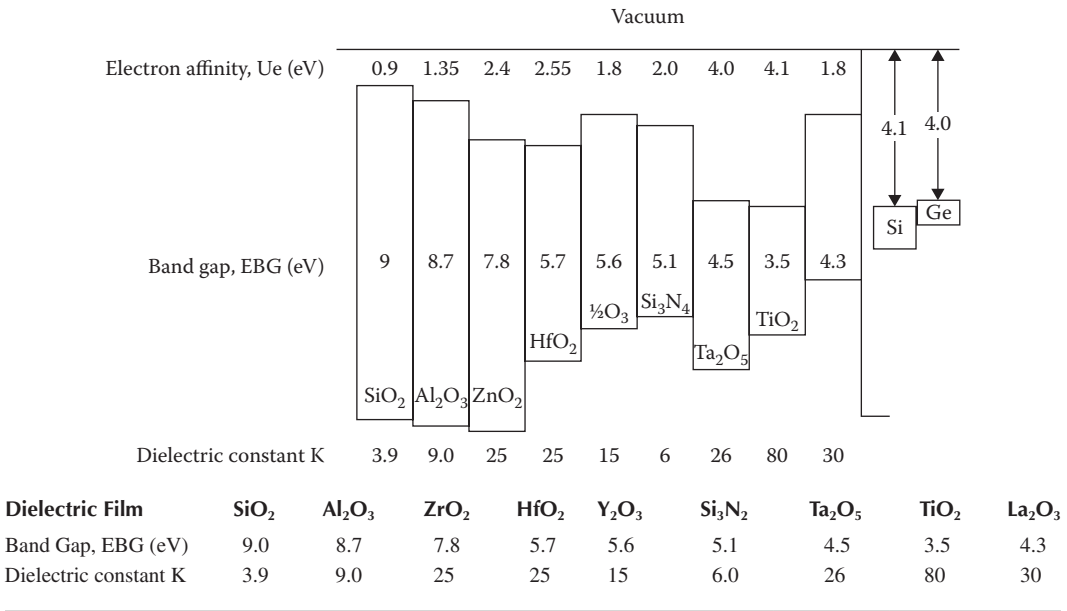 Vacuum
Electron affinity, Ue (eV) 0.9 1.35 2.4 2.55 1.8 2.0 4.0 4.1 1.8
4.1 4.0
Si Ge
Band gap, EBG (eV) 9 8.7 7.8 5.7 5.6 5.1 4.5 3.5 4.3
½O₃ Si₃N₄
TiO₂
HfO₂ Ta₂O₅
SiO₂ Al₂O₃ ZnO₂
Dielectric constant K 3.9 9.0 25 25 15 6 26 80 30
Dielectric Film SiO₂ Al₂O₃ ZrO₂ HfO₂ Y₂O₃ Si₃N₂ Ta₂O₅ TiO₂ La₂O₃
Band Gap, EBG (eV) 9.0 8.7 7.8 5.7 5.6 5.1 4.5 3.5 4.3
Dielectric constant K 3.9 9.0 25 25 15 6.0 26 80 30